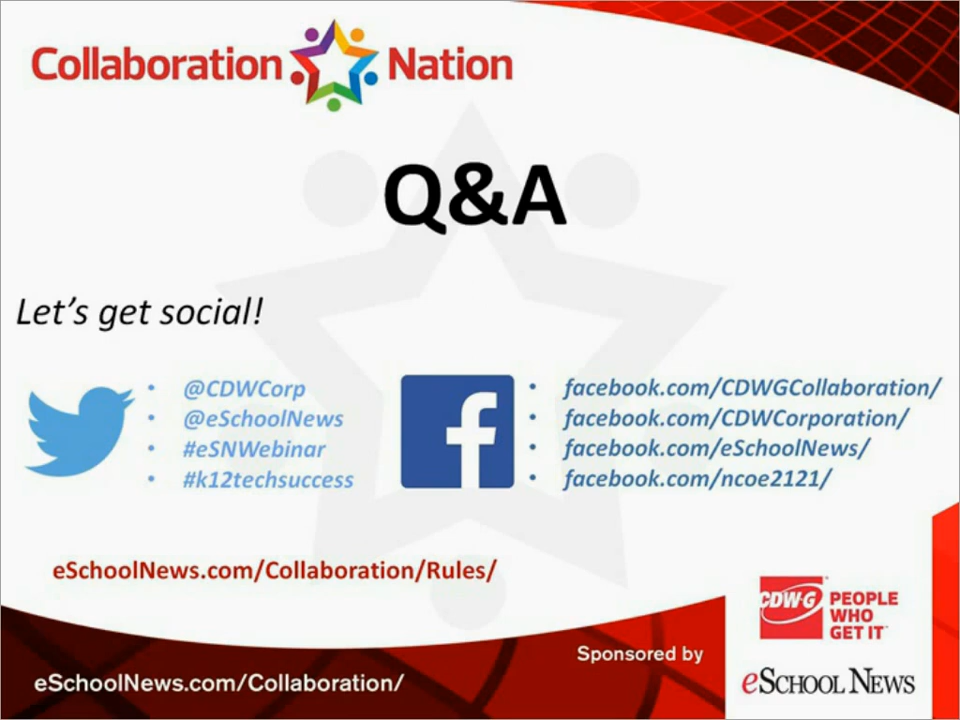 Collaboration Nation
Q&A
Let's get social!
• @CDWCorp
• @eSchoolNews
• #eSNWebinar
• #k12techsuccess
• facebook.com/CDWGCollaboration/
• facebook.com/CDWCorporation/
• facebook.com/eSchoolNews/
• facebook.com/ncoe2121/
eSchoolNews.com/Collaboration/Rules/
CDW·G
PEOPLE
WHO
GET IT
Sponsored by
eSchoolNews.com/Collaboration/
eSCHOOL NEWS